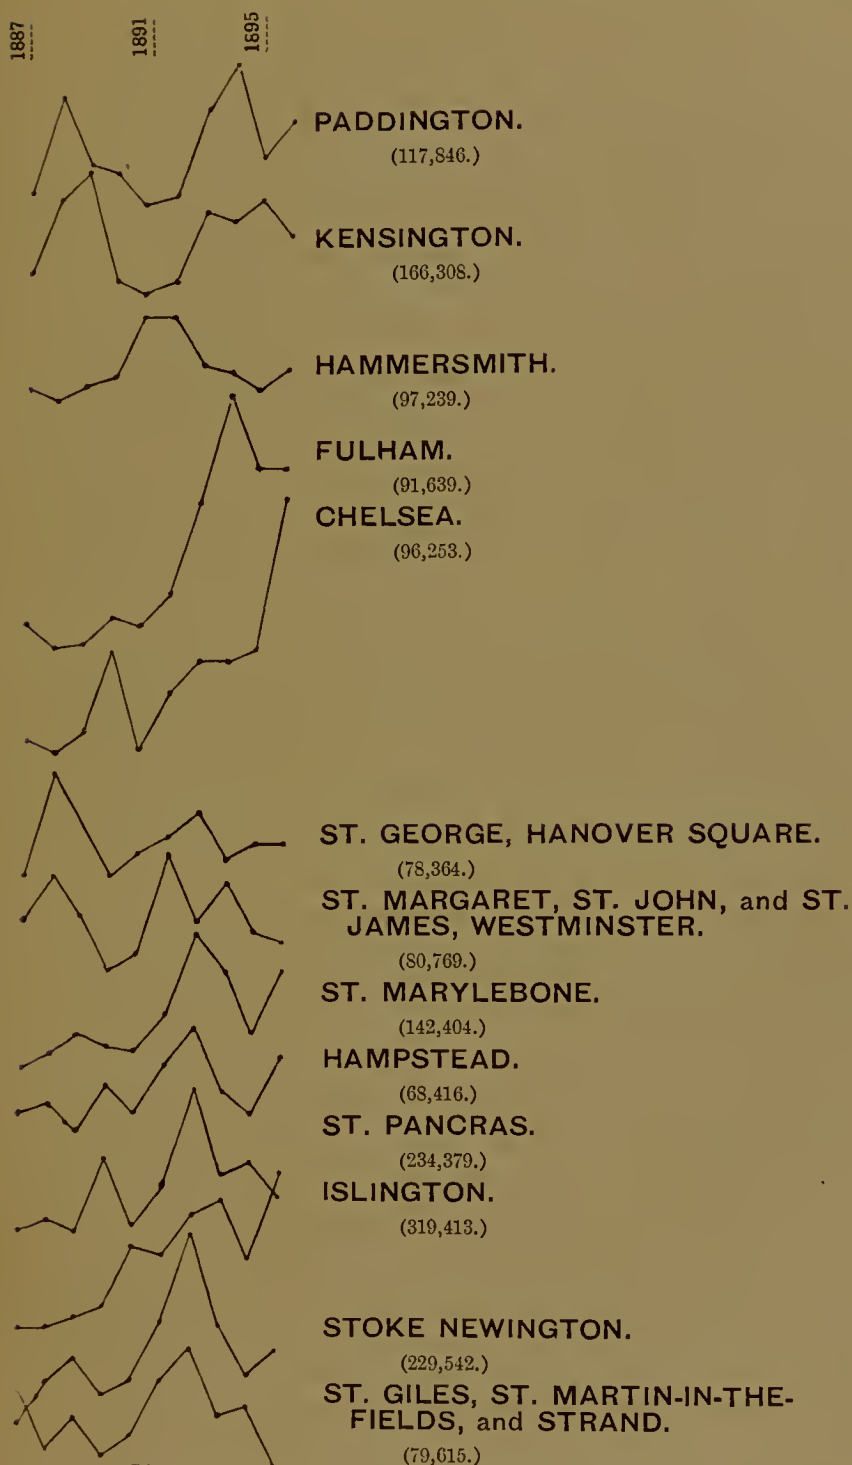 1887
1891
1895
PADDINGTON.
(117,846.)
KENSINGTON.
(166,308.)
HAMMERSMITH.
(97,239.)
FULHAM.
(91,639.)
CHELSEA.
(96,253.)
ST. GEORGE, HANOVER SQUARE.
(78,364.)
ST. MARGARET, ST. JOHN, and ST.
JAMES, WESTMINSTER.
(80,769.)
ST. MARYLEBONE.
(142,404.)
HAMPSTEAD.
(68,416.)
ST. PANCRAS.
(234,379.)
ISLINGTON.
(319,413.)
STOKE NEWINGTON.
(229,542.)
ST. GILES, ST. MARTIN-IN-THE-
FIELDS, and STRAND.
(79,615.)